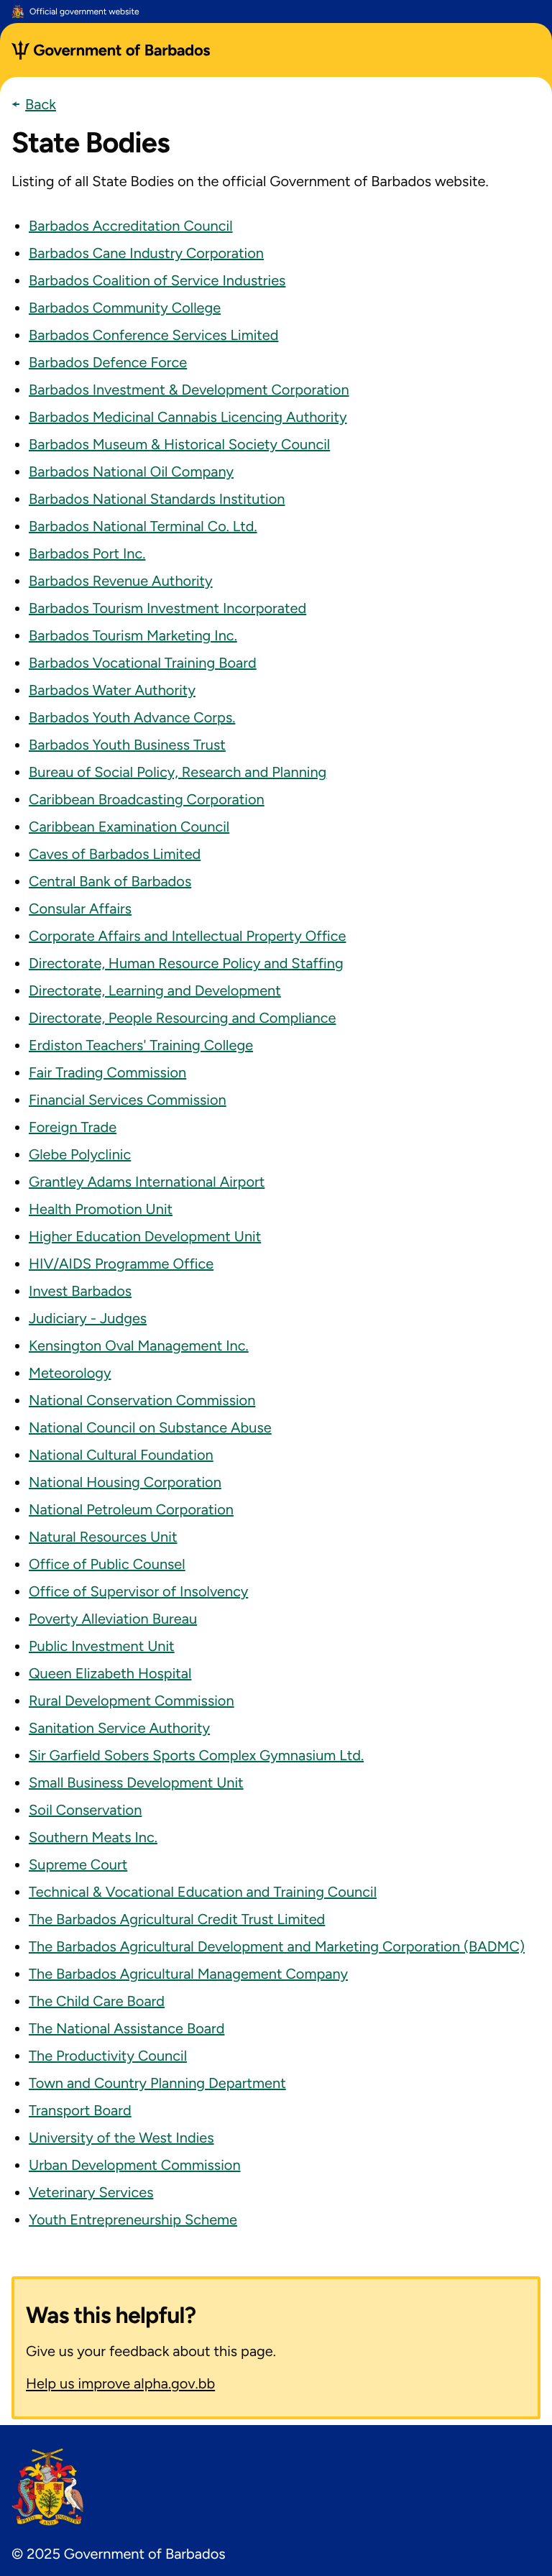 Official government website
Government of Barbados
← Back
State Bodies
Listing of all State Bodies on the official Government of Barbados website.
• Barbados Accreditation Council
• Barbados Cane Industry Corporation
• Barbados Coalition of Service Industries
• Barbados Community College
• Barbados Conference Services Limited
• Barbados Defence Force
• Barbados Investment & Development Corporation
• Barbados Medicinal Cannabis Licencing Authority
• Barbados Museum & Historical Society Council
• Barbados National Oil Company
• Barbados National Standards Institution
• Barbados National Terminal Co. Ltd.
• Barbados Port Inc.
• Barbados Revenue Authority
• Barbados Tourism Investment Incorporated
• Barbados Tourism Marketing Inc.
• Barbados Vocational Training Board
• Barbados Water Authority
• Barbados Youth Advance Corps.
• Barbados Youth Business Trust
• Bureau of Social Policy, Research and Planning
• Caribbean Broadcasting Corporation
• Caribbean Examination Council
• Caves of Barbados Limited
• Central Bank of Barbados
• Consular Affairs
• Corporate Affairs and Intellectual Property Office
• Directorate, Human Resource Policy and Staffing
• Directorate, Learning and Development
• Directorate, People Resourcing and Compliance
• Erdiston Teachers' Training College
• Fair Trading Commission
• Financial Services Commission
• Foreign Trade
• Glebe Polyclinic
• Grantley Adams International Airport
• Health Promotion Unit
• Higher Education Development Unit
• HIV/AIDS Programme Office
• Invest Barbados
• Judiciary - Judges
• Kensington Oval Management Inc.
• Meteorology
• National Conservation Commission
• National Council on Substance Abuse
• National Cultural Foundation
• National Housing Corporation
• National Petroleum Corporation
• Natural Resources Unit
• Office of Public Counsel
• Office of Supervisor of Insolvency
• Poverty Alleviation Bureau
• Public Investment Unit
• Queen Elizabeth Hospital
• Rural Development Commission
• Sanitation Service Authority
• Sir Garfield Sobers Sports Complex Gymnasium Ltd.
• Small Business Development Unit
• Soil Conservation
• Southern Meats Inc.
• Supreme Court
• Technical & Vocational Education and Training Council
• The Barbados Agricultural Credit Trust Limited
• The Barbados Agricultural Development and Marketing Corporation (BADMC)
• The Barbados Agricultural Management Company
• The Child Care Board
• The National Assistance Board
• The Productivity Council
• Town and Country Planning Department
• Transport Board
• University of the West Indies
• Urban Development Commission
• Veterinary Services
• Youth Entrepreneurship Scheme
Was this helpful?
Give us your feedback about this page.
Help us improve alpha.gov.bb
PRIDE AND INDUSTRY
© 2025 Government of Barbados